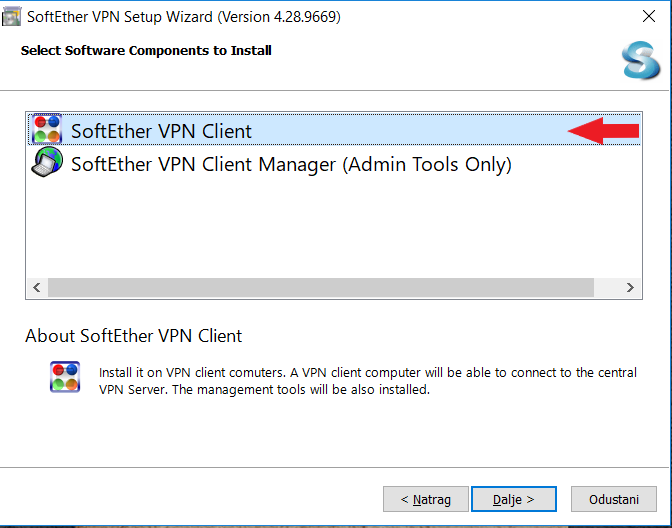 SoftEther VPN Setup Wizard (Version 4.28.9669)
Select Software Components to Install
SoftEther VPN Client
SoftEther VPN Client Manager (Admin Tools Only)
About SoftEther VPN Client
Install it on VPN client comuters. A VPN client computer will be able to connect to the central
VPN Server. The management tools will be also installed.
< Natrag
Dalje >
Odustani